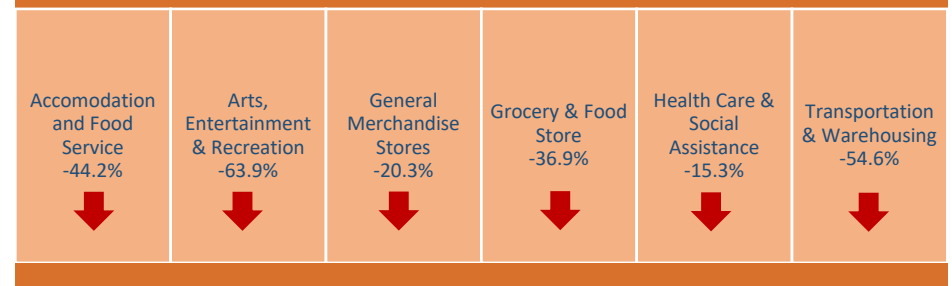 Accomodation
and Food
Service
-44.2%
Arts,
Entertainment
& Recreation
-63.9%
General
Merchandise
Stores
-20.3%
Grocery & Food
Store
-36.9%
Health Care &
Social
Assistance
-15.3%
Transportation
& Warehousing
-54.6%